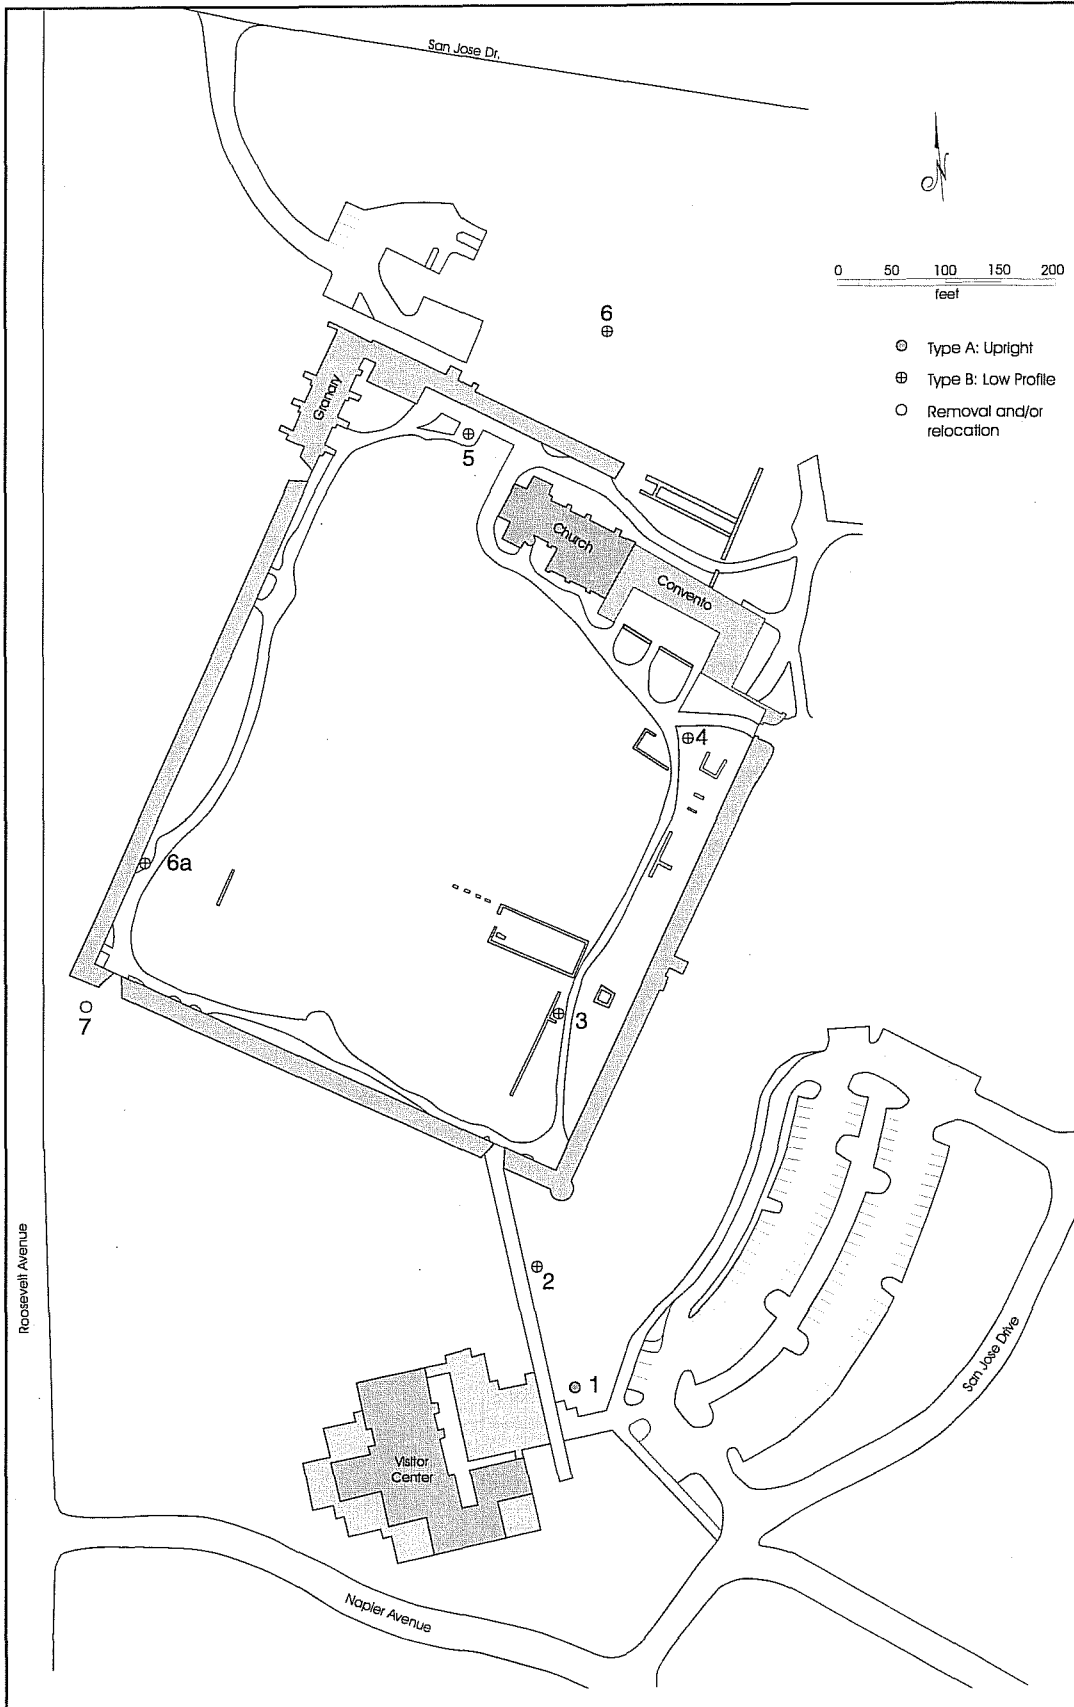 San Jose Dr.
N
0 50 100 150 200
feet
6
Type A: Upright
Type B: Low Profile
Removal and/or
relocation
Granary
5
Church
Convento
4
6a
3
7
2
Roosevelt Avenue
1
San Jose Drive
Visitor
Center
Napier Avenue